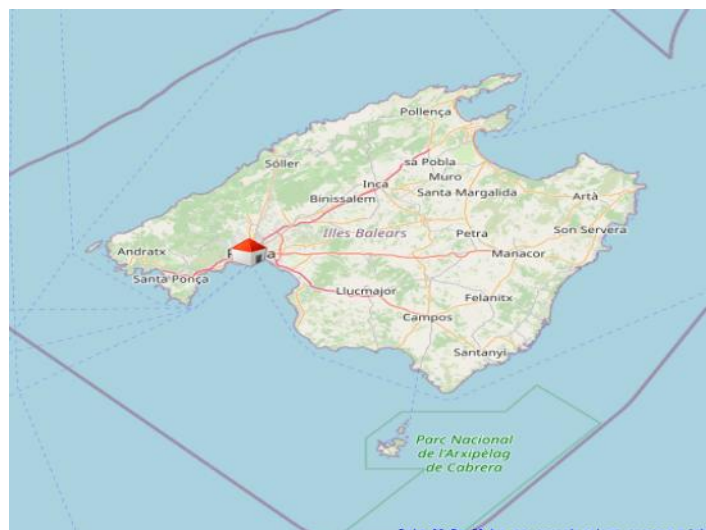 Pollença
sa Pobla
Sóller
Muro
Inca
Santa Margalida
Binissalem
Artà
Illes Balears
Petra
Son Servera
Andratx
Manacor
Santa Ponça
Llucmajor
Felanitx
Campos
Santanyí
Parc Nacional
de l'Arxipèlag
de Cabrera